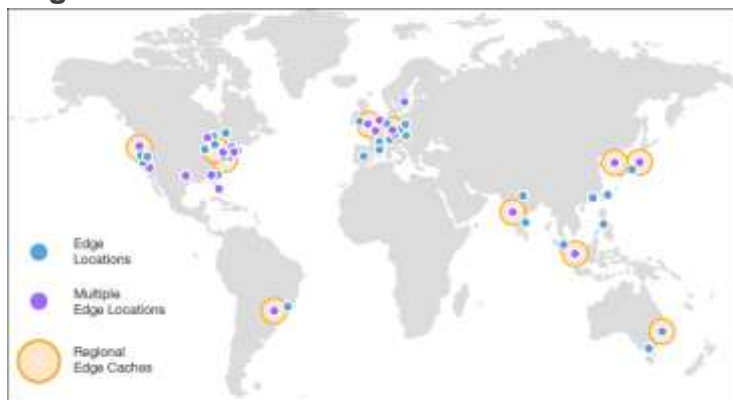 Edge
Locations
Multiple
Edge Locations
Regional
Edge Caches